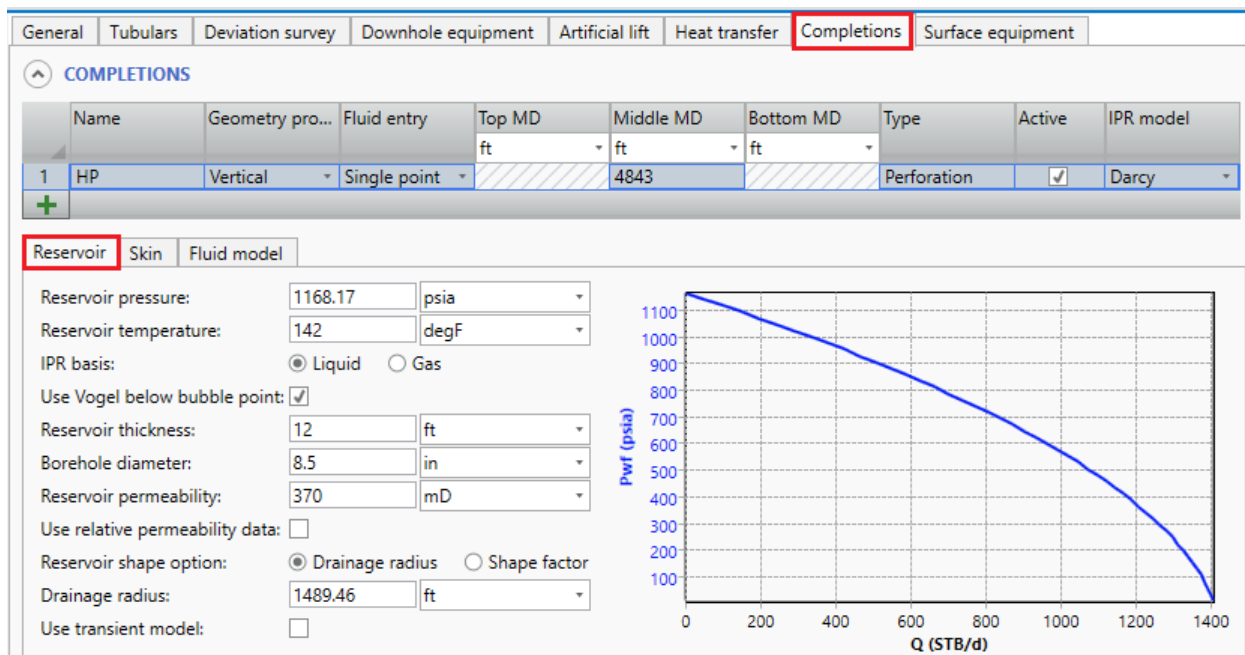 General Tubulars Deviation survey Downhole equipment Artificial lift Heat transfer Completions Surface equipment
COMPLETIONS
Name Geometry pro... Fluid entry Top MD Middle MD Bottom MD Type Active IPR model
ft ft ft
1 HP Vertical Single point 4843 Perforation Darcy
Reservoir Skin Fluid model
Reservoir pressure: 1168.17 psia
Reservoir temperature: 142 degF
IPR basis: Liquid Gas
Use Vogel below bubble point:
Reservoir thickness: 12 ft
Borehole diameter: 8.5 in
Reservoir permeability: 370 mD
Use relative permeability data:
Reservoir shape option: Drainage radius Shape factor
Drainage radius: 1489.46 ft
Use transient model:
Pwf (psia)
1100
1000
900
800
700
600
500
400
300
200
100
0 200 400 600 800 1000 1200 1400
Q (STB/d)